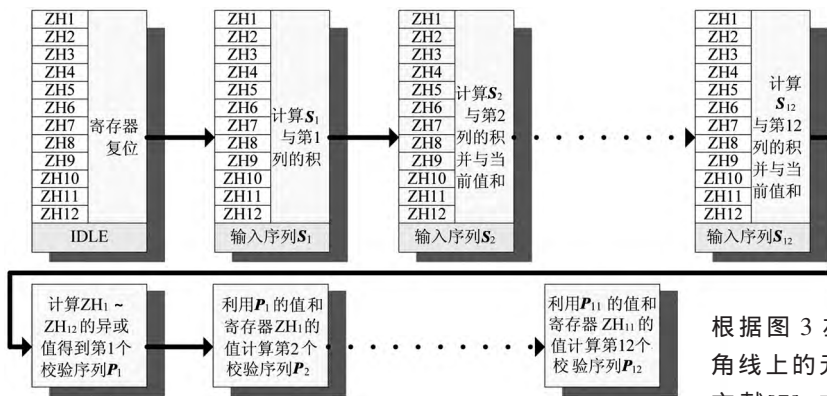 ZH1
ZH2
ZH3
ZH4
ZH5
ZH6
ZH7
ZH8
ZH9
ZH10
ZH11
ZH12
寄存器
复位
IDLE
ZH1
ZH2
ZH3
ZH4
ZH5
ZH6
ZH7
ZH8
ZH9
ZH10
ZH11
ZH12
计算S1
与第1
列的积
输入序列S1
ZH1
ZH2
ZH3
ZH4
ZH5
ZH6
ZH7
ZH8
ZH9
ZH10
ZH11
ZH12
计算S2
与第2
列的积
并与当
前值和
输入序列S2
ZH1
ZH2
ZH3
ZH4
ZH5
ZH6
ZH7
ZH8
ZH9
ZH10
ZH11
ZH12
计算
S12
与第12
列的积
并与当
前值和
输入序列S12
计算ZH1 ~
ZH12的异或
值得到第1个
校验序列P1
利用P1的值和
寄存器ZH1的
值计算第2个
校验序列P2
利用P11的值和
寄存器ZH11的
值计算第12个
校验序列P12
根据图 3
角线上的